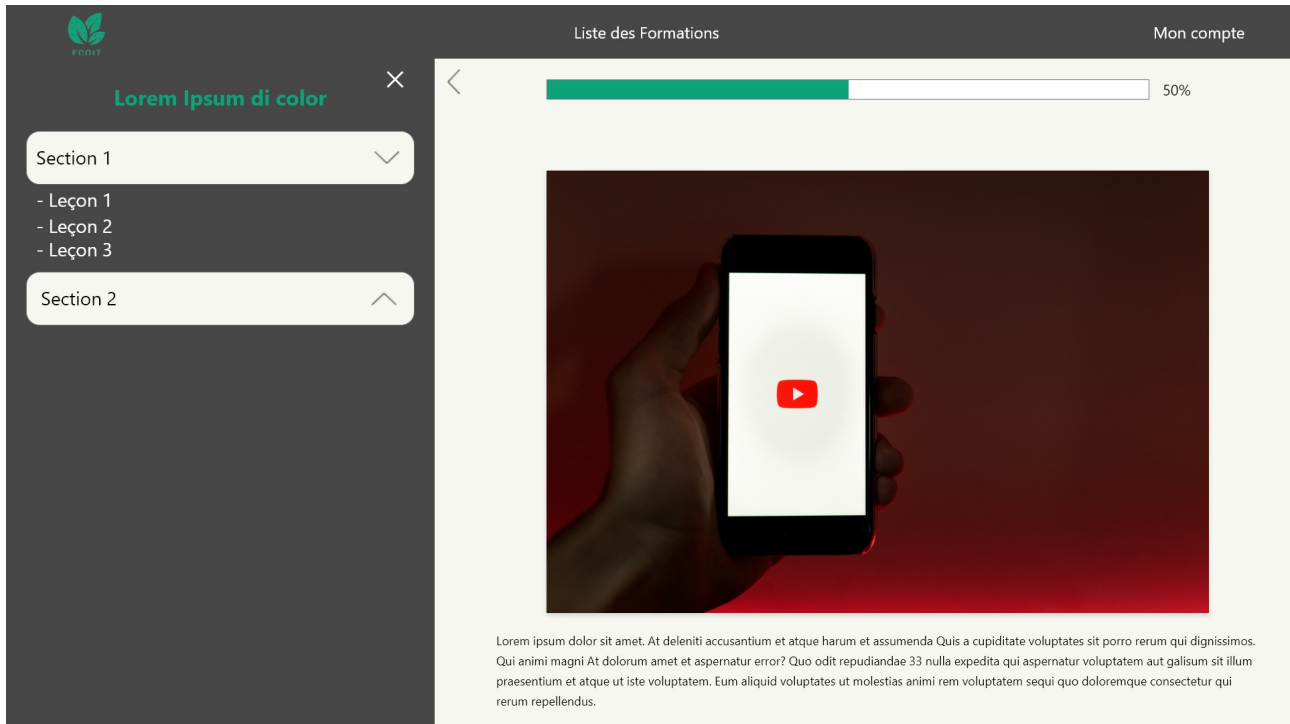 ECOIT
Liste des Formations
Mon compte
Lorem Ipsum di color
Section 1
- Leçon 1
- Leçon 2
- Leçon 3
Section 2
50%
Lorem ipsum dolor sit amet. At deleniti accusantium et atque harum et assumenda Quis a cupiditate voluptates sit porro rerum qui dignissimos.
Qui animi magni At dolorum amet et aspernatur error? Quo odit repudiandae 33 nulla expedita qui aspernatur voluptatem aut galisum sit illum
praesentium et atque ut iste voluptatem. Eum aliquid voluptates ut molestias animi rem voluptatem sequi quo doloremque consectetur qui
rerum repellendus.